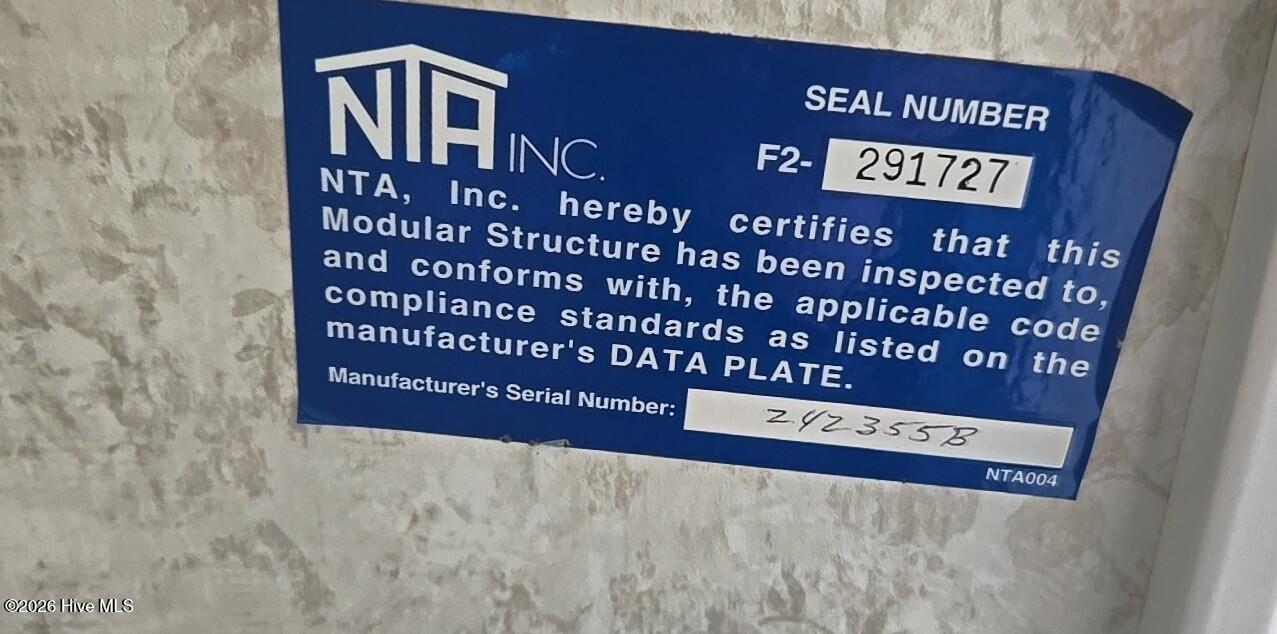 NTA INC.
SEAL NUMBER
F2- 291727
NTA, Inc. hereby certifies that this
Modular Structure has been inspected to,
and conforms with, the applicable code
compliance standards as listed on the
manufacturer's DATA PLATE.
Manufacturer's Serial Number: 242355B
NTA004
©2026 Hive MLS